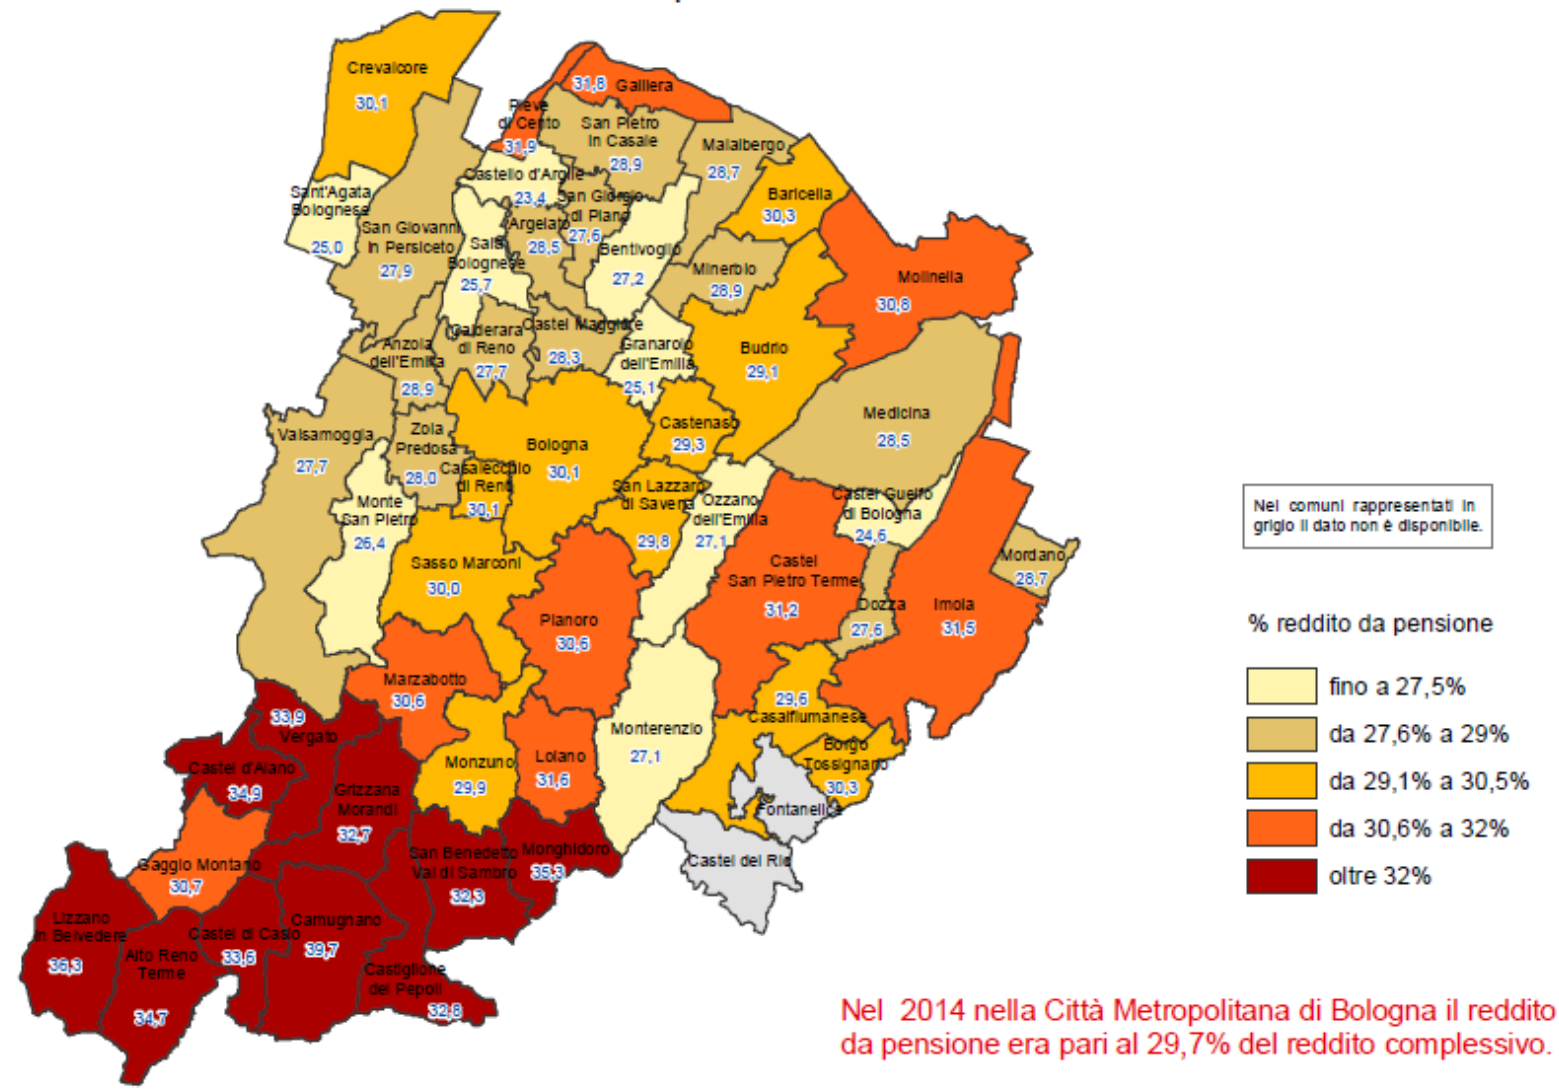 Crevalcore
30,1
31,8 Galliera
Pieve
di Cento
31,9
San Pietro
in Casale
28,9
Malalbergo
28,7
Castello d'Argile
23,4
Sant'Agata
Bolognese
25,0
San Giovanni
in Persiceto
27,9
San Giorgio
di Piano
27,6
Argelato
28,5
Baricella
30,3
Sala
Bolognese
25,7
Bentivoglio
27,2
Minerbio
28,9
Molinella
30,8
Anzola
dell'Emilia
28,9
Calderara
di Reno
27,7
Castel Maggiore
28,3
Granarolo
dell'Emilia
25,1
Budrio
29,1
Medicina
28,5
Valsamoggia
27,7
Zola
Predosa
28,0
Bologna
30,1
Castenaso
29,3
Casalecchio
di Reno
30,1
Monte
San Pietro
26,4
San Lazzaro
di Savena
29,8
Ozzano
dell'Emilia
27,1
Castel Guelfo
di Bologna
24,6
Nei comuni rappresentati in
grigio il dato non è disponibile.
Sasso Marconi
30,0
Castel
San Pietro Terme
31,2
Mordano
28,7
Pianoro
30,6
Dozza
27,6
Imola
31,5
% reddito da pensione
fino a 27,5%
da 27,6% a 29%
da 29,1% a 30,5%
da 30,6% a 32%
oltre 32%
Marzabotto
30,6
29,6
Casalfiumanese
33,9
Vergato
Monterenzio
27,1
Borgo
Tossignano
30,3
Castel d'Aiano
34,9
Monzuno
29,9
Loiano
31,6
Grizzana
Morandi
32,7
Fontanelice
Gaggio Montano
30,7
San Benedetto
Val di Sambro
32,3
Monghidoro
35,3
Castel del Rio
Lizzano
in Belvedere
36,3
Alto Reno
Terme
34,7
Castel di Casio
33,6
Camugnano
39,7
Castiglione
dei Pepoli
32,8
Nel 2014 nella Città Metropolitana di Bologna il reddito
da pensione era pari al 29,7% del reddito complessivo.